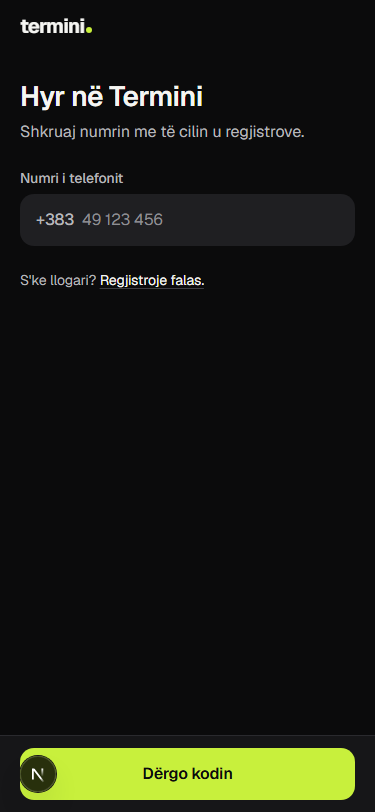 termini.
Hyr në Termini
Shkruaj numrin me të cilin u regjistrove.
Numri i telefonit
+383 49 123 456
S'ke llogari? Regjistroje falas.
N
Dërgo kodin